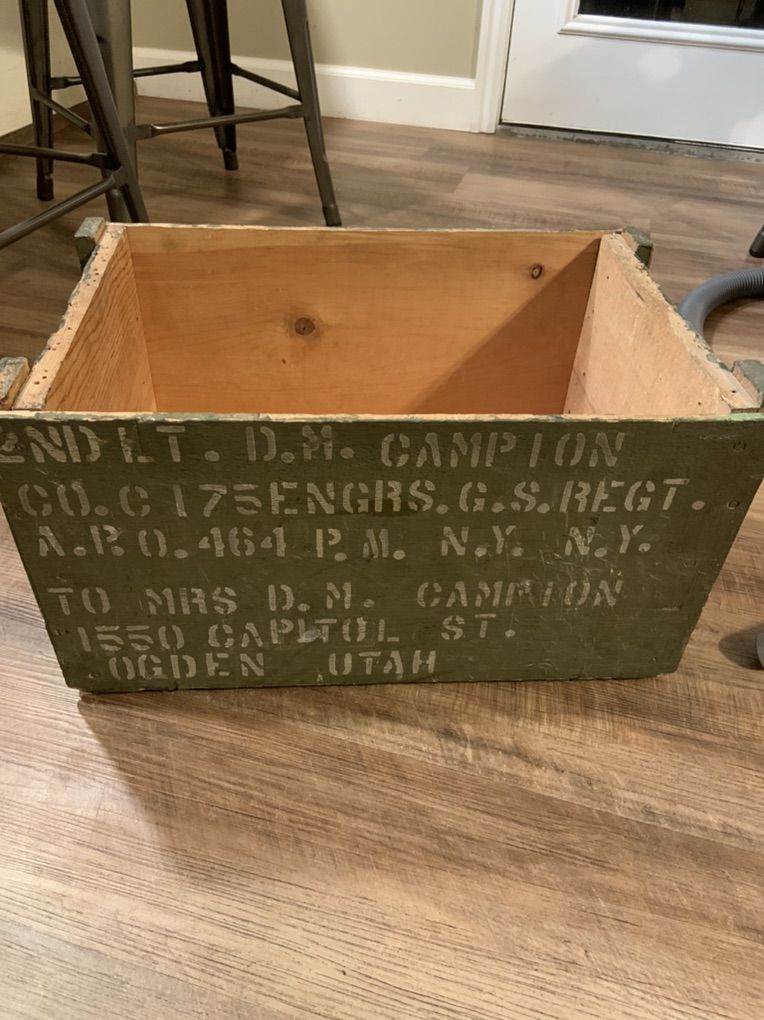 2ND LT. D.M. CAMPION
CO. C 175 ENGRS. G.S. REGT.
A.P.O. 464 P.M. N.Y. N.Y.
TO MRS D.M. CAMPION
1550 CAPITOL ST.
OGDEN UTAH